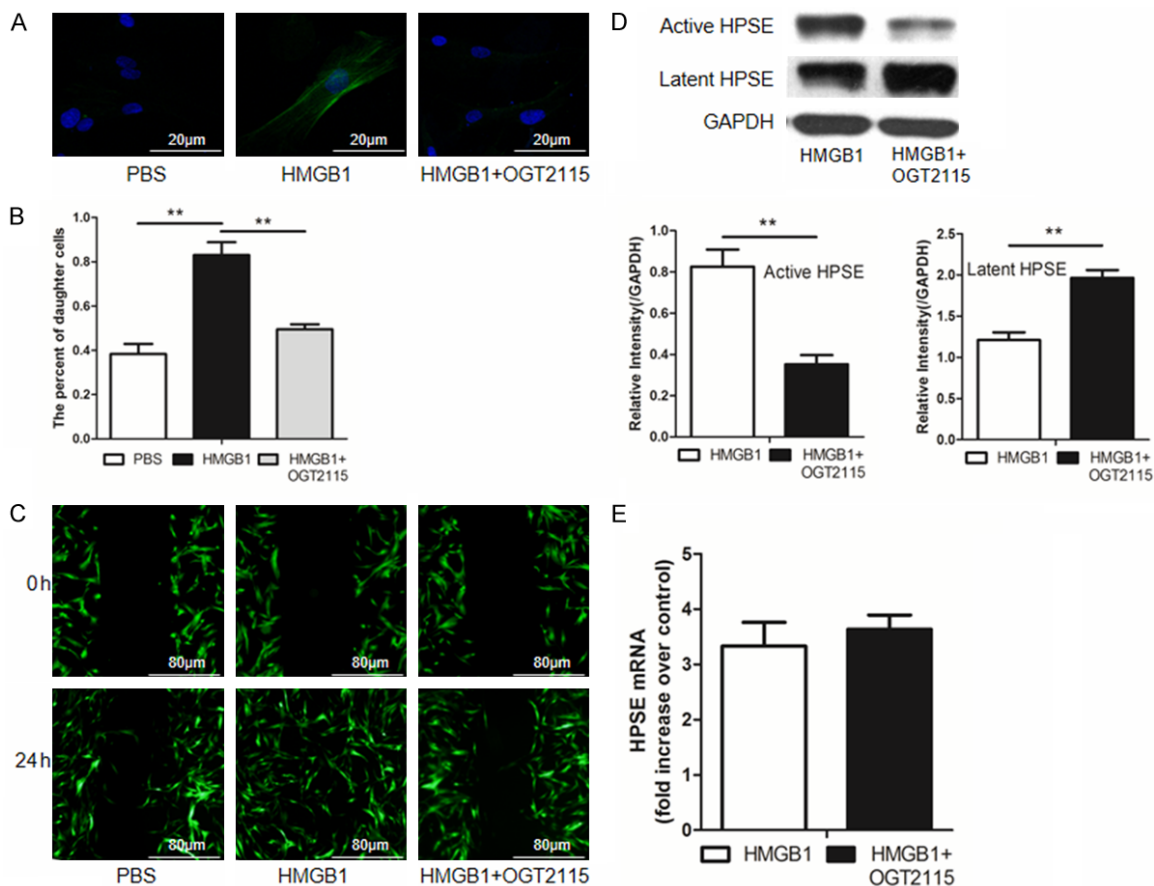 A
20μm
20μm
20μm
PBS
HMGB1
HMGB1+OGT2115
B
The percent of daughter cells
1.0
0.8
0.6
0.4
0.2
0.0
**
**
PBS
HMGB1
HMGB1+
OGT2115
C
0h
80μm
80μm
80μm
24h
80μm
80μm
80μm
PBS
HMGB1
HMGB1+OGT2115
D
Active HPSE
Latent HPSE
GAPDH
HMGB1
HMGB1+
OGT2115
Relative Intensity(/GAPDH)
1.0
0.8
0.6
0.4
0.2
0.0
**
Active HPSE
HMGB1
HMGB1+
OGT2115
Relative Intensity(/GAPDH)
2.5
2.0
1.5
1.0
0.5
0.0
**
Latent HPSE
HMGB1
HMGB1+
OGT2115
E
HPSE mRNA
(fold increase over control)
5
4
3
2
1
0
HMGB1
HMGB1+
OGT2115